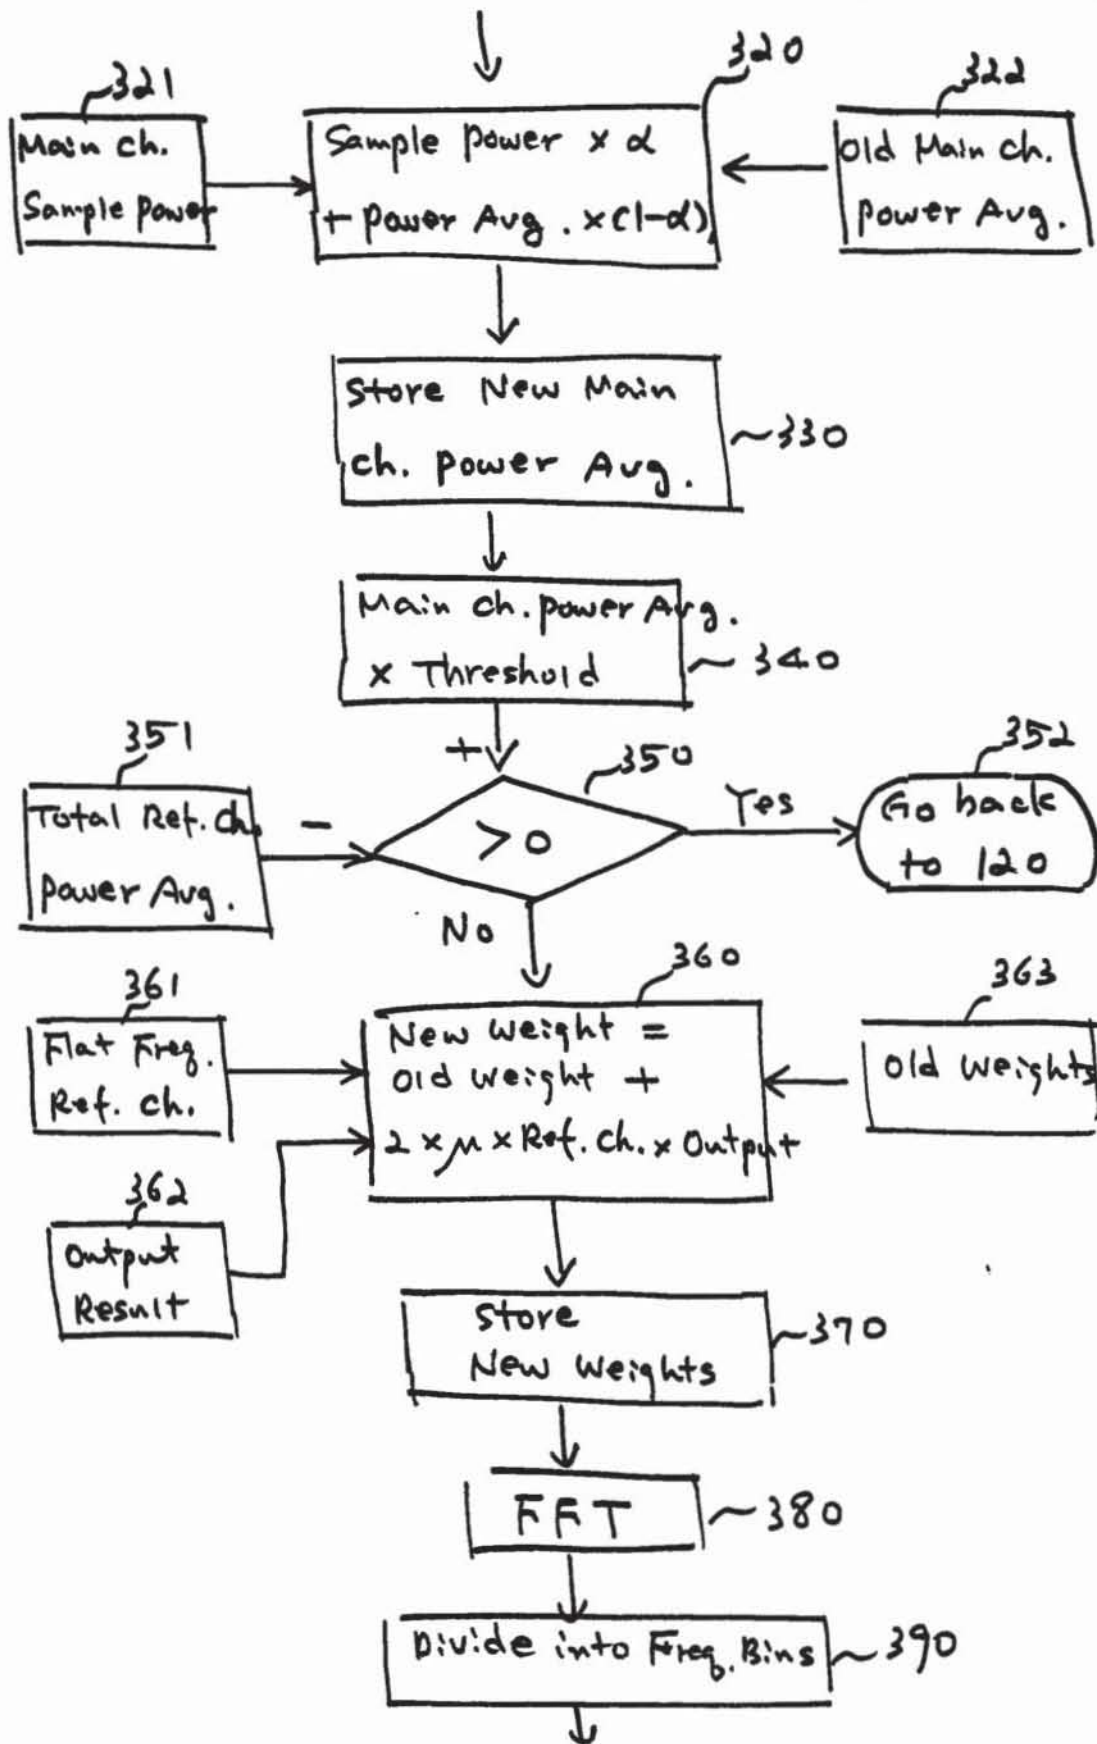 320
321
322
Main ch.
Sample power
Sample power x α
+ power Avg. x (1-α)
Old Main ch.
power Avg.
Store New Main
ch. power Avg.
330
Main ch. power Avg.
x Threshold
340
351
+
350
352
Total Ref. Ch.
Power Avg.
-
>0
Yes
Go back
to 120
No
360
361
363
Flat Freq.
Ref. ch.
New weight =
old weight +
2 x μ x Ref. ch. x Output
old weights
362
Output
Result
store
New weights
370
FFT
380
Divide into Freq. Bins
390